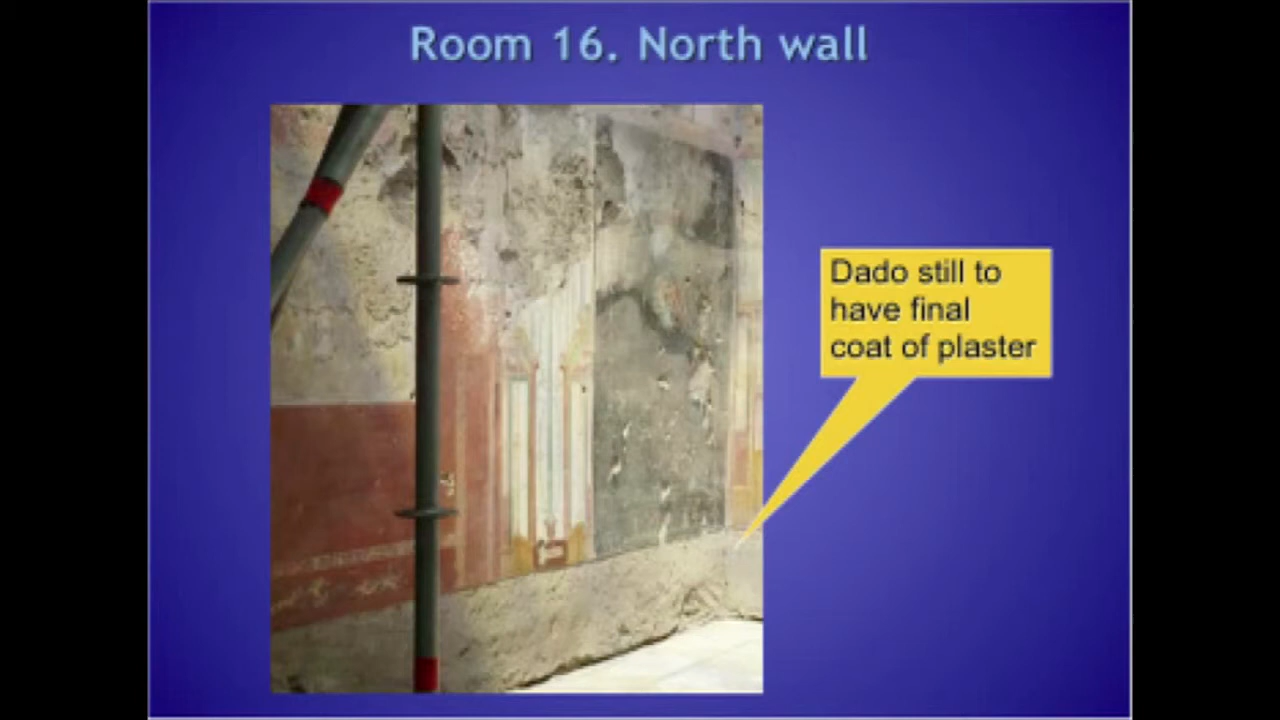 Room 16. North wall
Dado still to
have final
coat of plaster